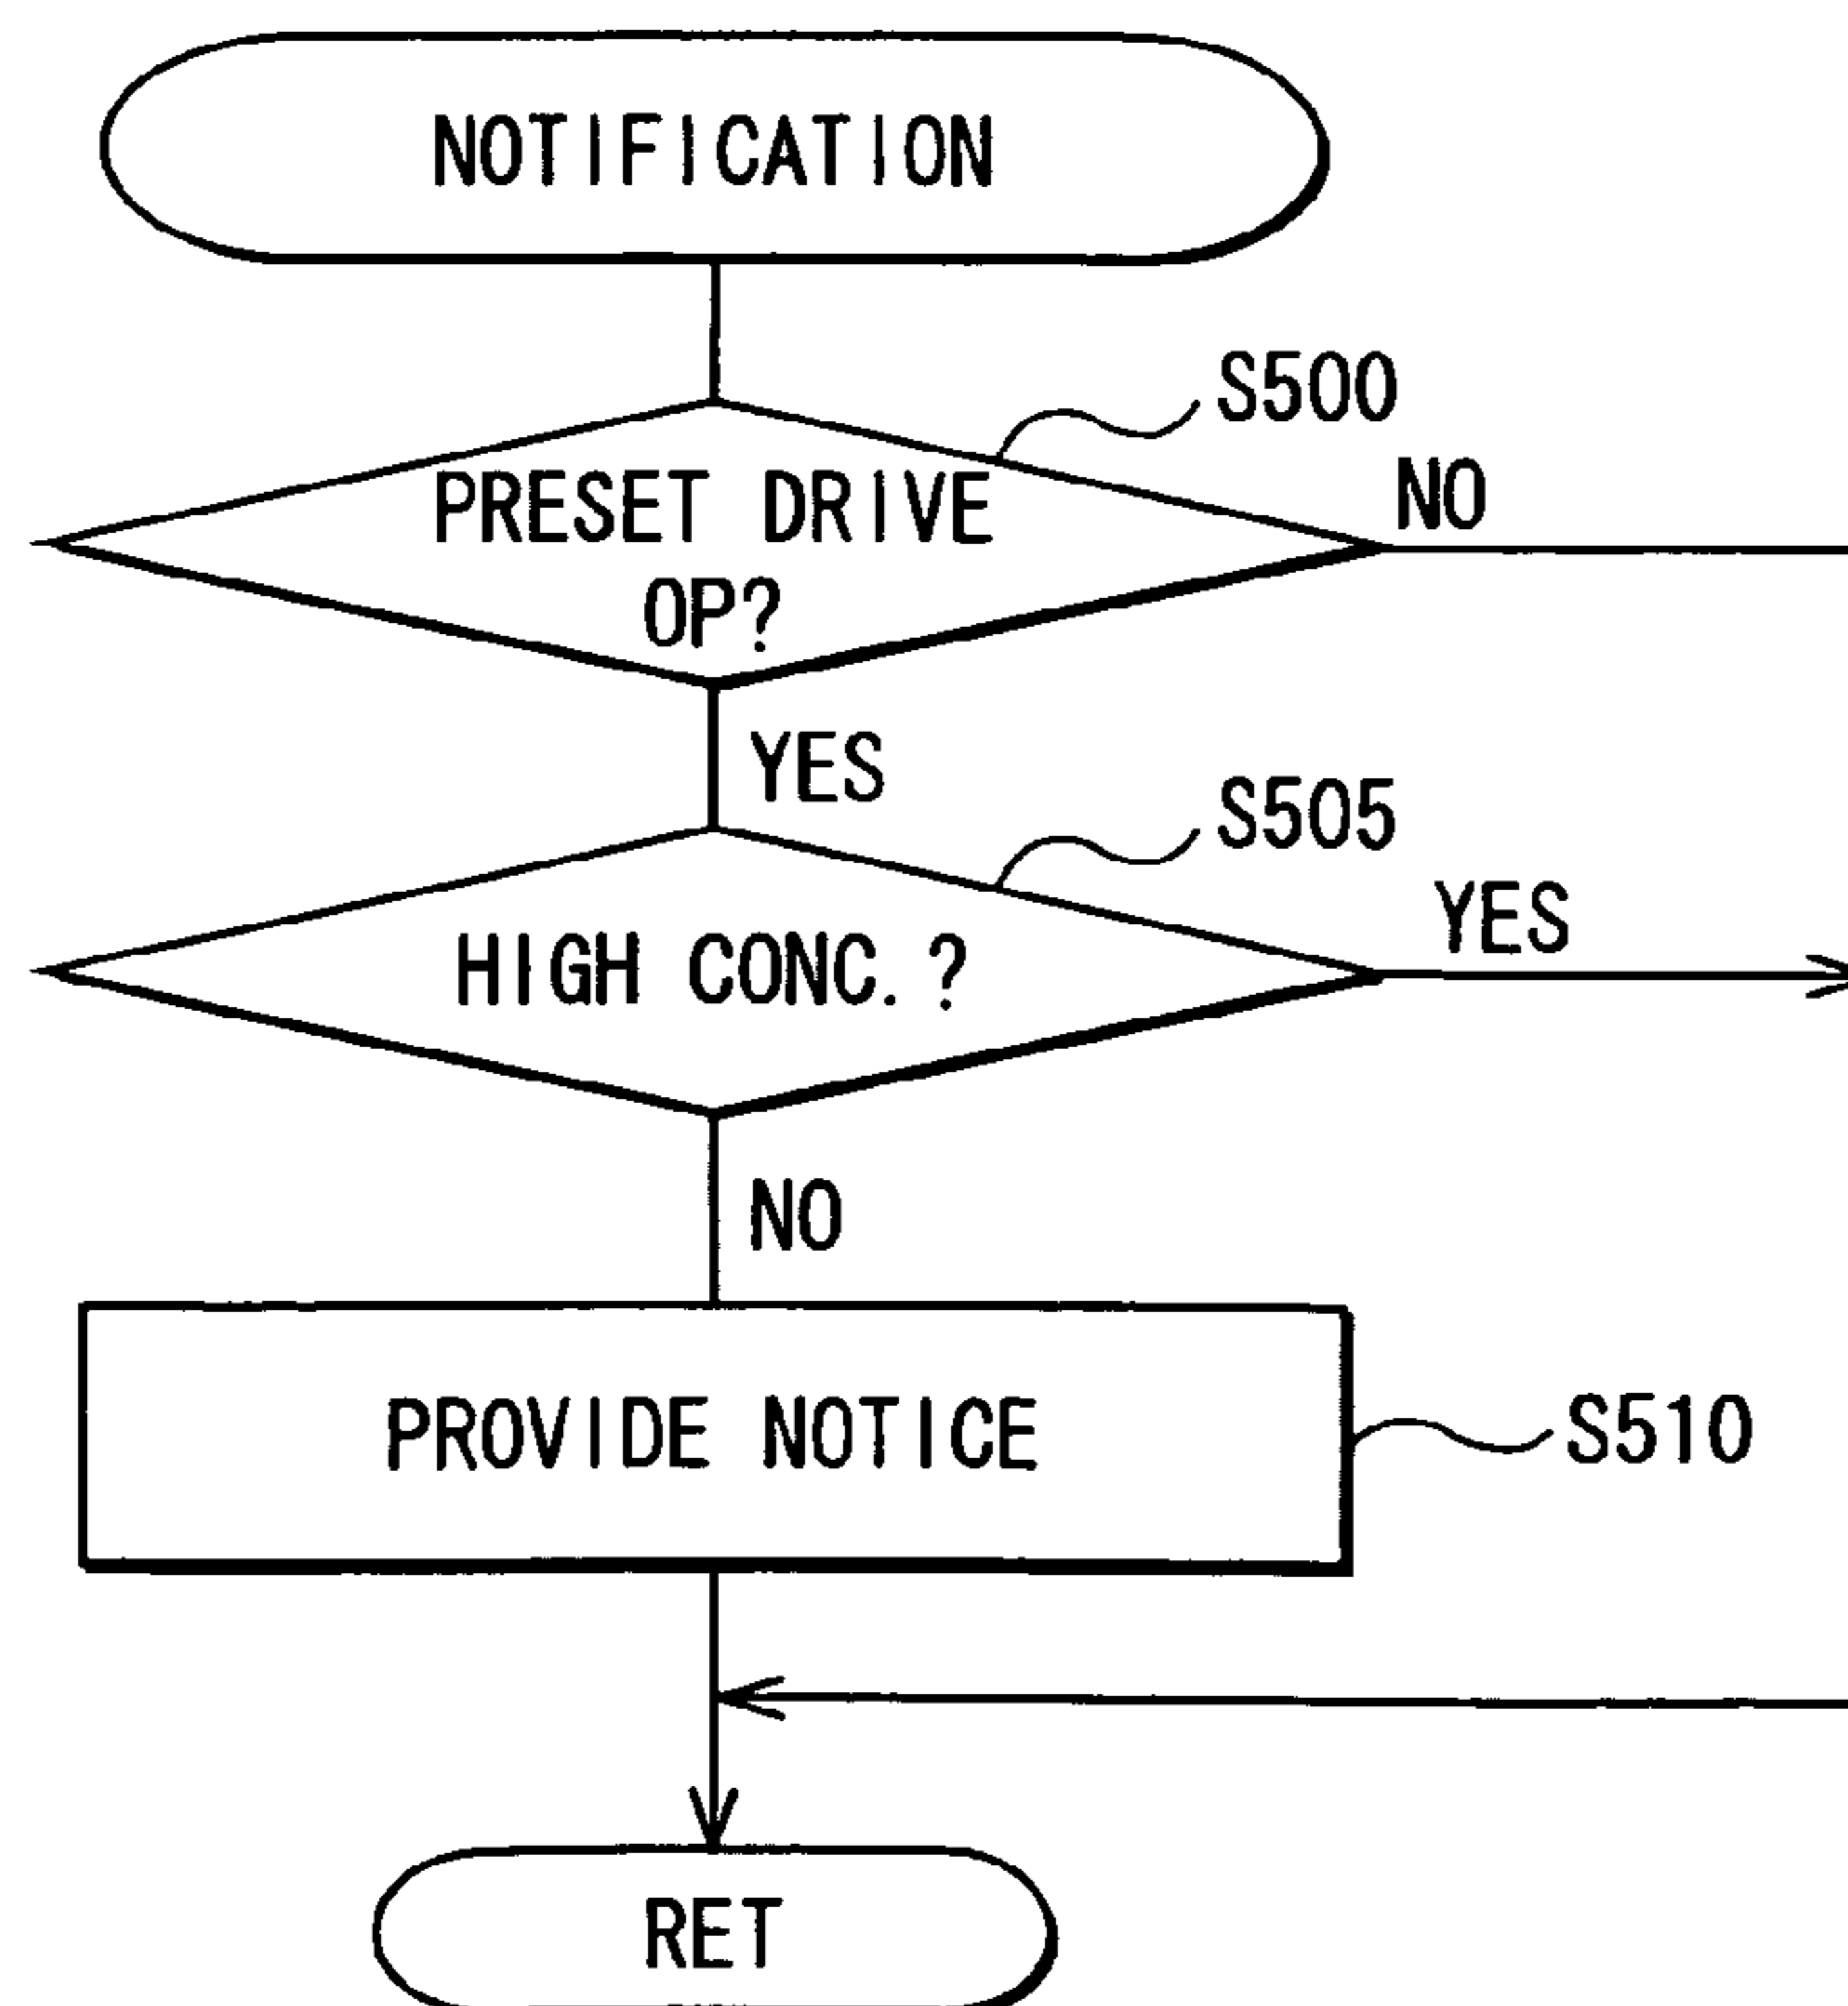 NOTIFICATION
S500
PRESET DRIVE
OP?
NO
YES
S505
HIGH CONC.?
YES
NO
PROVIDE NOTICE
S510
RET